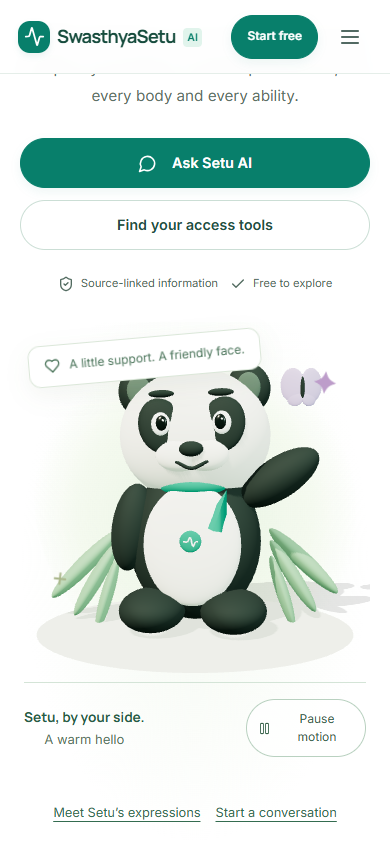 SwasthyaSetu AI
Start free
every body and every ability.
Ask Setu AI
Find your access tools
Source-linked information
Free to explore
A little support. A friendly face.
Setu, by your side.
A warm hello
Pause
motion
Meet Setu’s expressions
Start a conversation